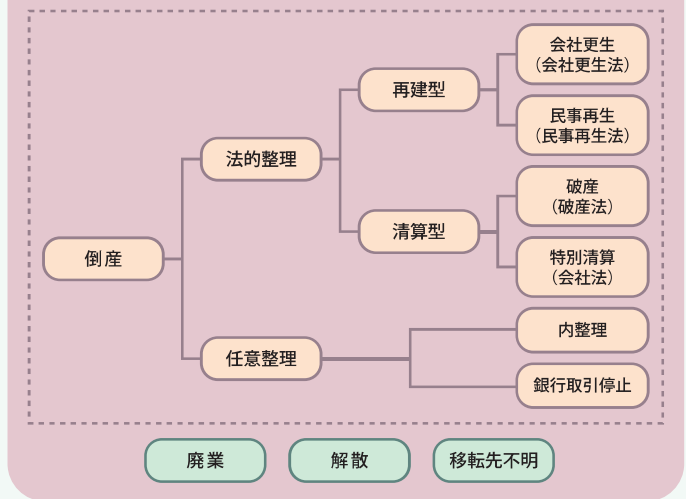 会社更生
（会社更生法）
再建型
民事再生
（民事再生法）
法的整理
破産
（破産法）
清算型
倒産
特別清算
（会社法）
内整理
任意整理
銀行取引停止
廃業
解散
移転先不明